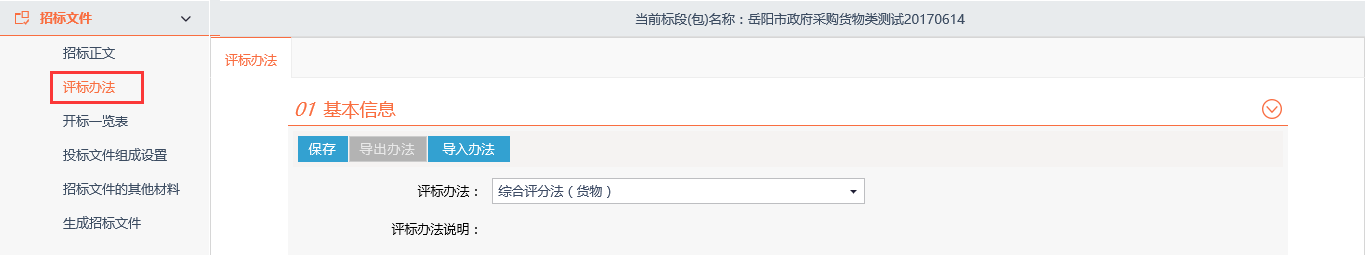 招标文件
当前标段(包)名称：岳阳市政府采购货物类测试20170614
招标正文
评标办法
开标一览表
投标文件组成设置
招标文件的其他材料
生成招标文件
评标办法
01 基本信息
保存 导出办法 导入办法
评标办法： 综合评分法（货物）
评标办法说明：